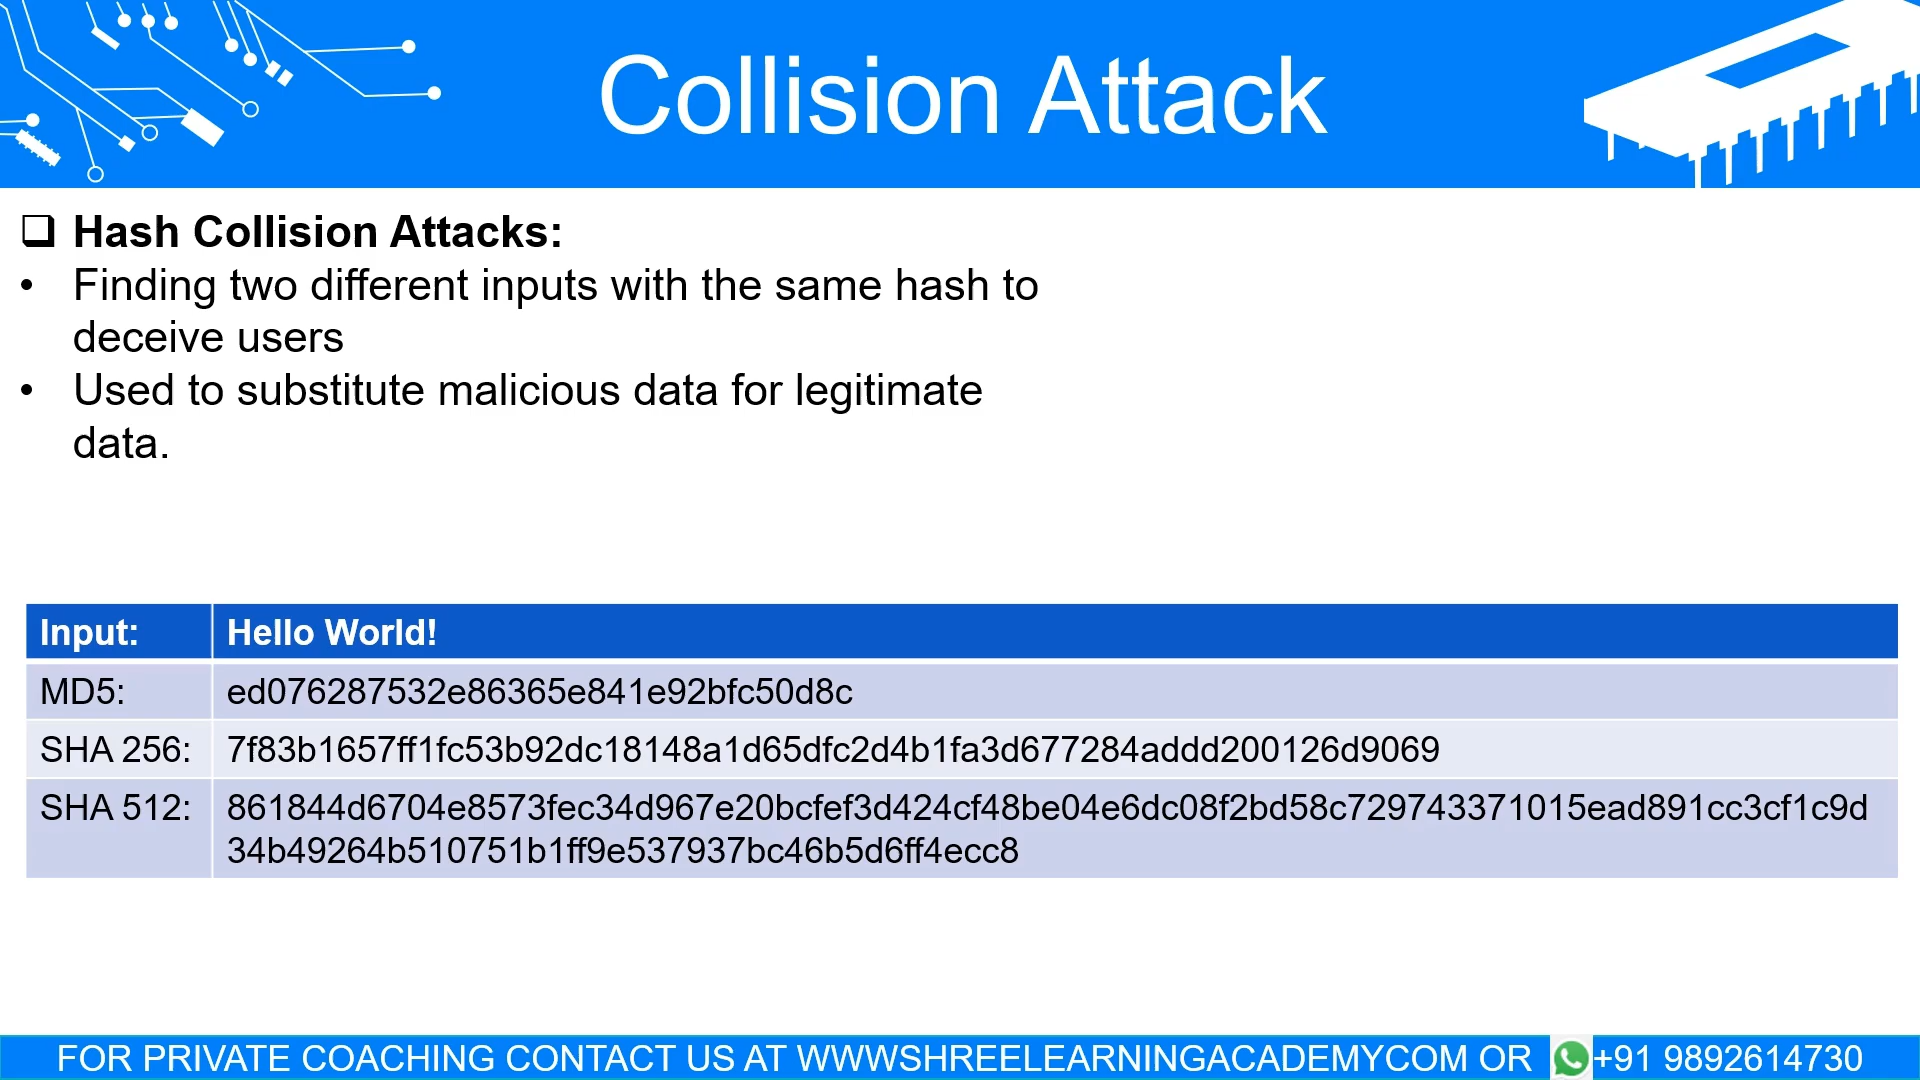 Collision Attack
❑ Hash Collision Attacks:
• Finding two different inputs with the same hash to
deceive users
• Used to substitute malicious data for legitimate
data.
Input: Hello World!
MD5: ed076287532e86365e841e92bfc50d8c
SHA 256: 7f83b1657ff1fc53b92dc18148a1d65dfc2d4b1fa3d677284addd200126d9069
SHA 512: 861844d6704e8573fec34d967e20bcfef3d424cf48be04e6dc08f2bd58c729743371015ead891cc3cf1c9d
34b49264b510751b1ff9e537937bc46b5d6ff4ecc8
FOR PRIVATE COACHING CONTACT US AT WWWSHREELEARNINGACADEMYCOM OR +91 9892614730